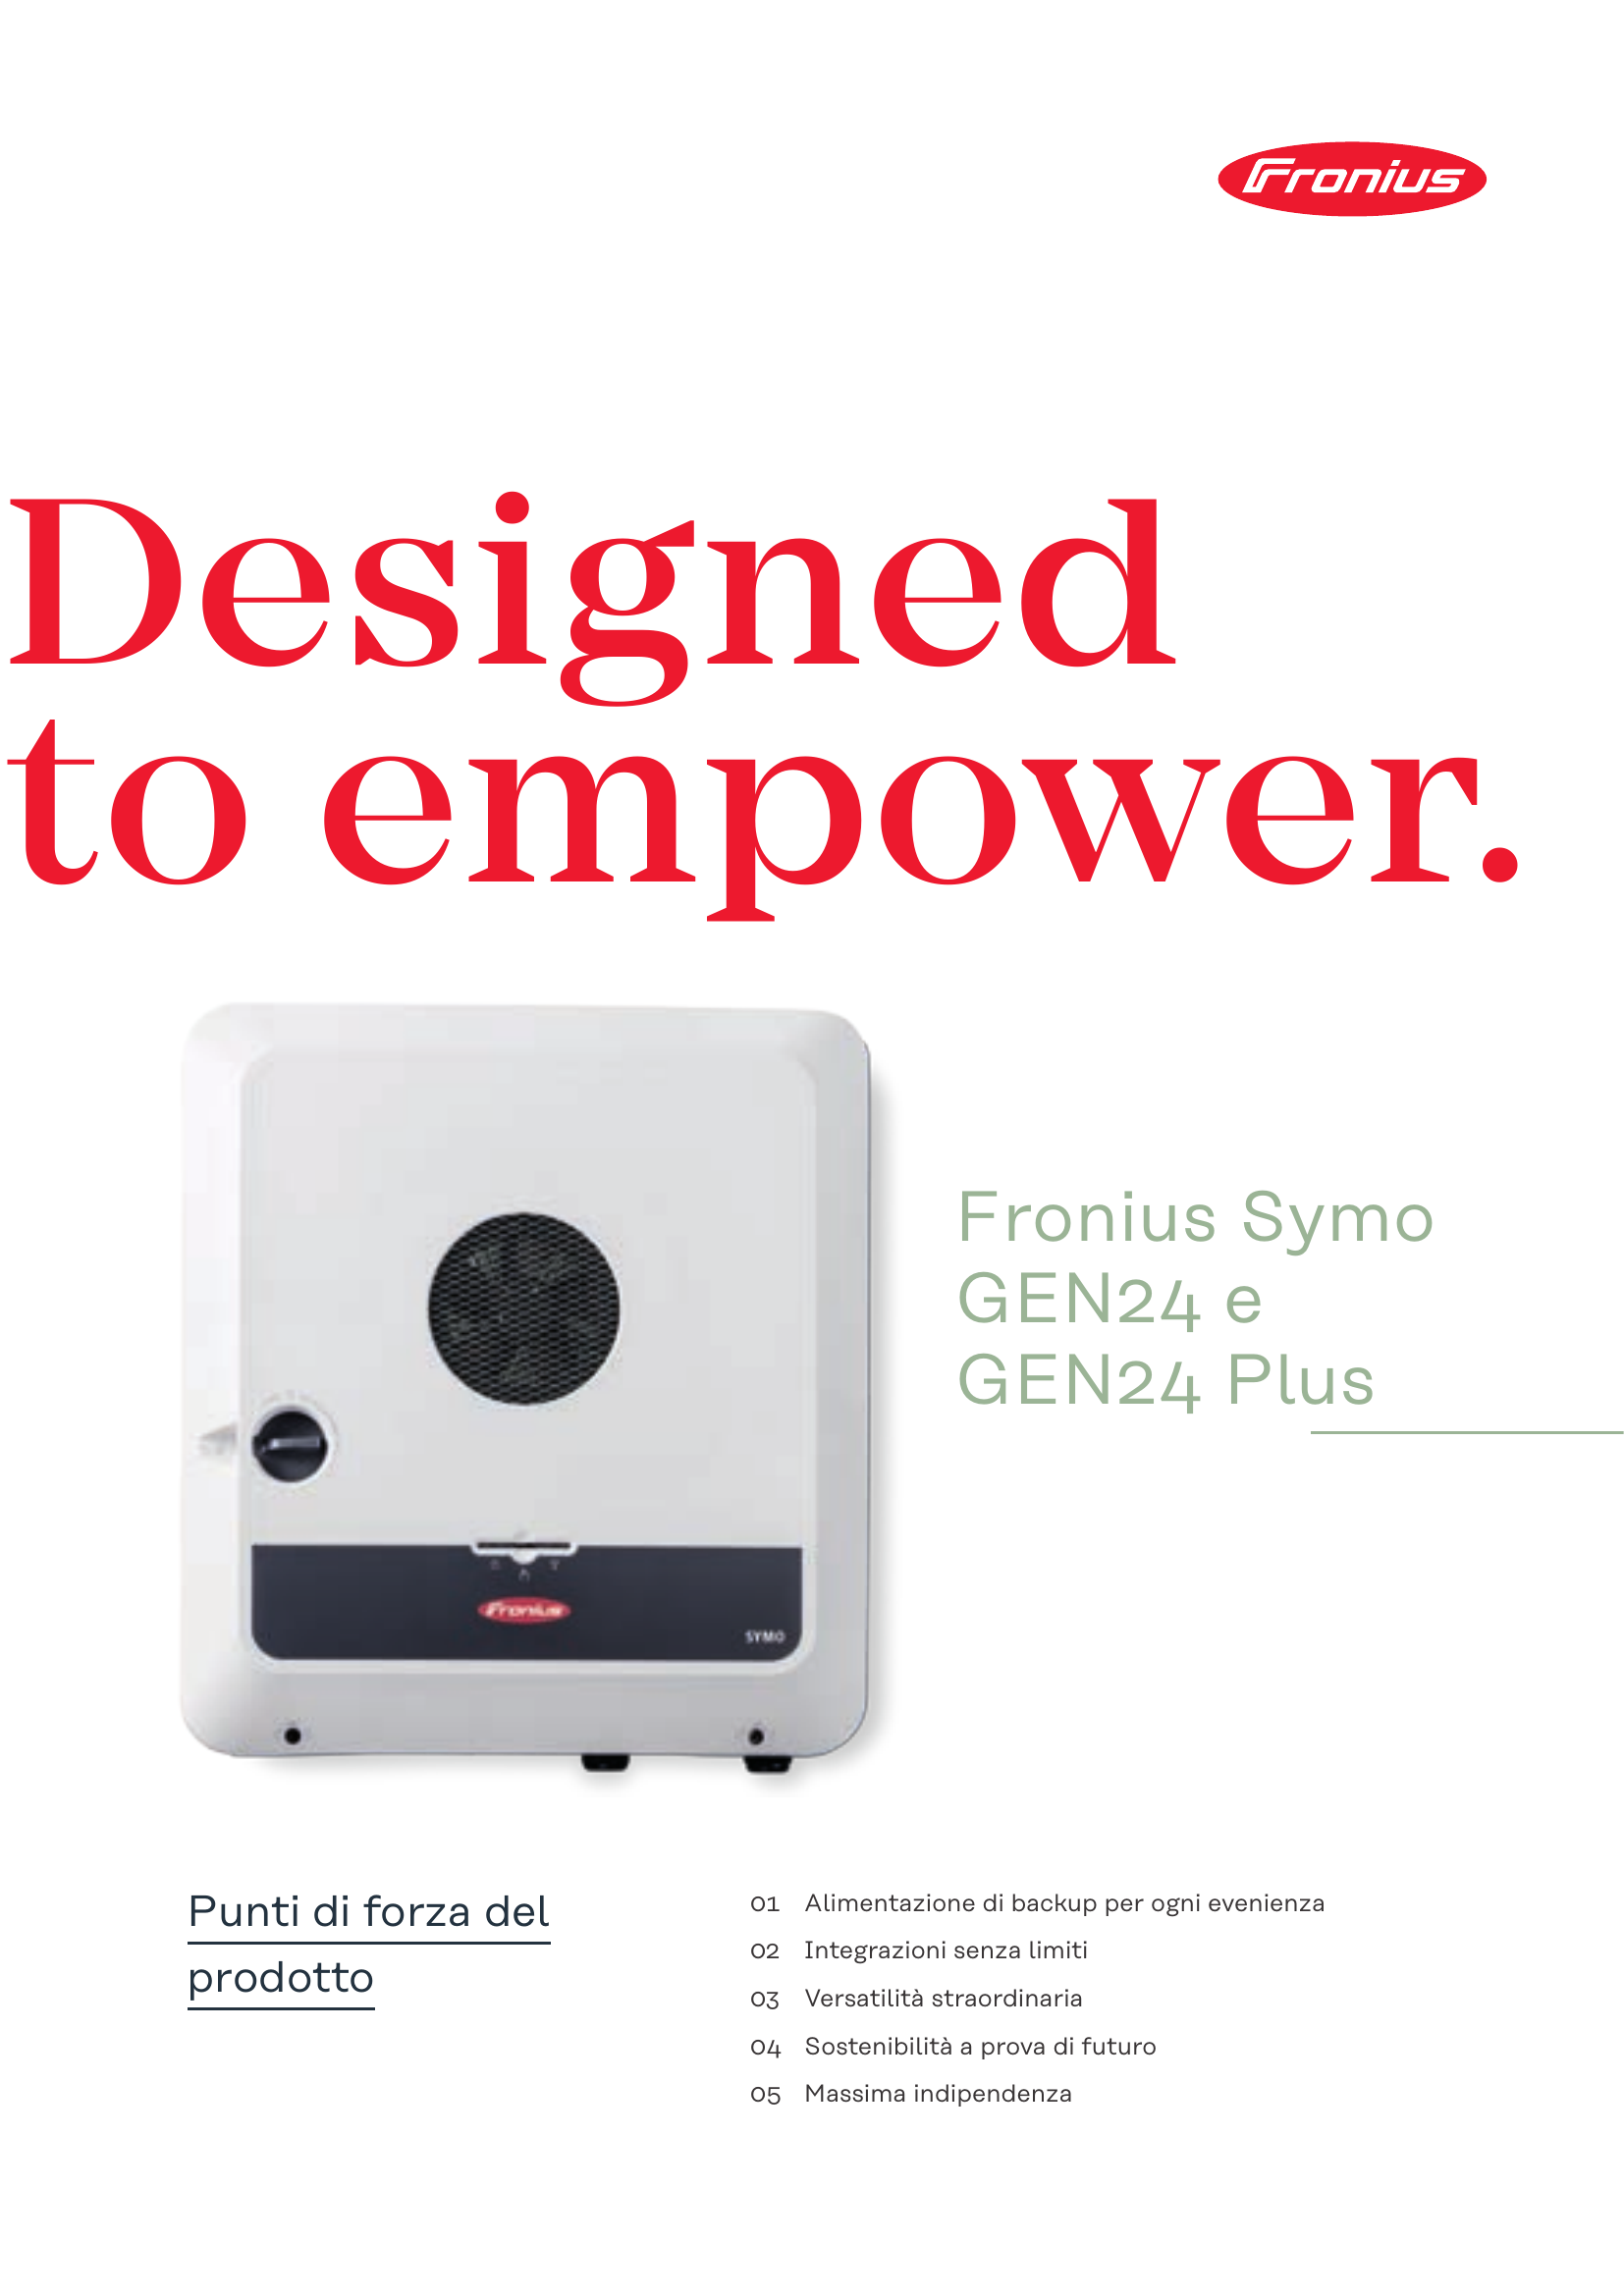 Fronius
Designed
to empower.
Fronius Symo
GEN24 e
GEN24 Plus
Fronius
SYMO
Punti di forza del
prodotto
01 Alimentazione di backup per ogni evenienza
02 Integrazioni senza limiti
03 Versatilità straordinaria
04 Sostenibilità a prova di futuro
05 Massima indipendenza